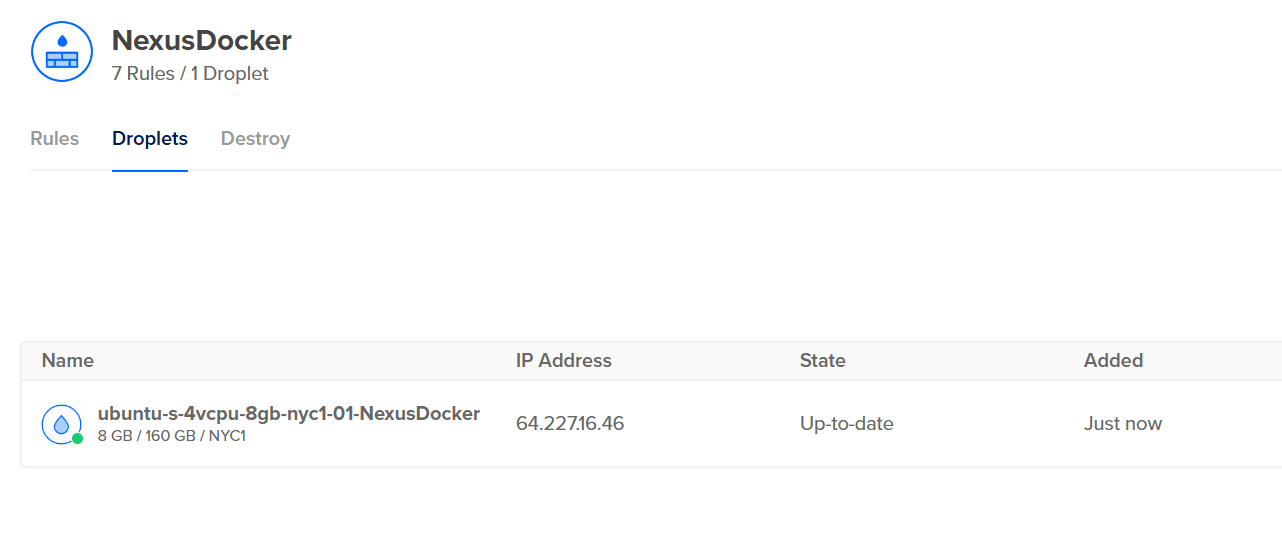 NexusDocker
7 Rules / 1 Droplet
Rules Droplets Destroy
Name IP Address State Added
ubuntu-s-4vcpu-8gb-nyc1-01-NexusDocker 64.227.16.46 Up-to-date Just now
8 GB / 160 GB / NYC1